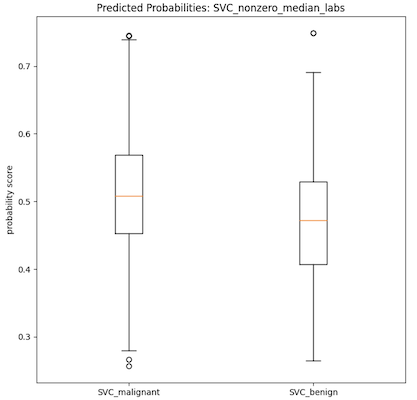 Predicted Probabilities: SVC_nonzero_median_labs
0.7
0.6
0.5
0.4
0.3
probability score
SVC_malignant
SVC_benign